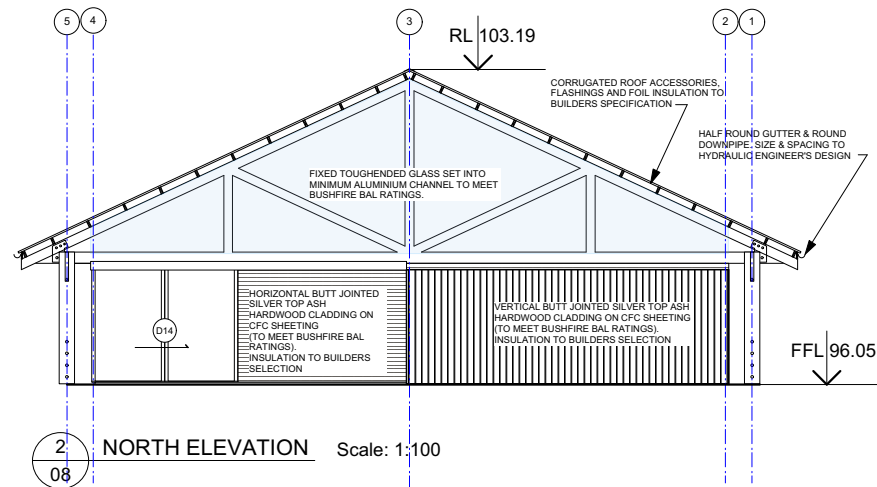 5
4
3
2
1
RL 103.19
CORRUGATED ROOF ACCESSORIES,
FLASHINGS AND FOIL INSULATION TO
BUILDERS SPECIFICATION
HALF ROUND GUTTER & ROUND
DOWNPIPE. SIZE & SPACING TO
HYDRAULIC ENGINEER'S DESIGN
FIXED TOUGHTENDED GLASS SET INTO
MINIMUM ALUMINIUM CHANNEL TO MEET
BUSHFIRE BAL RATINGS.
HORIZONTAL BUTT JOINTED
SILVER TOP ASH
HARDWOOD CLADDING ON
CFC SHEETING
(TO MEET BUSHFIRE BAL
RATINGS).
INSULATION TO BUILDERS
SELECTION
VERTICAL BUTT JOINTED SILVER TOP ASH
HARDWOOD CLADDING ON CFC SHEETING
(TO MEET BUSHFIRE BAL RATINGS).
INSULATION TO BUILDERS SELECTION
D14
FFL 96.05
2
08
NORTH ELEVATION Scale: 1:100